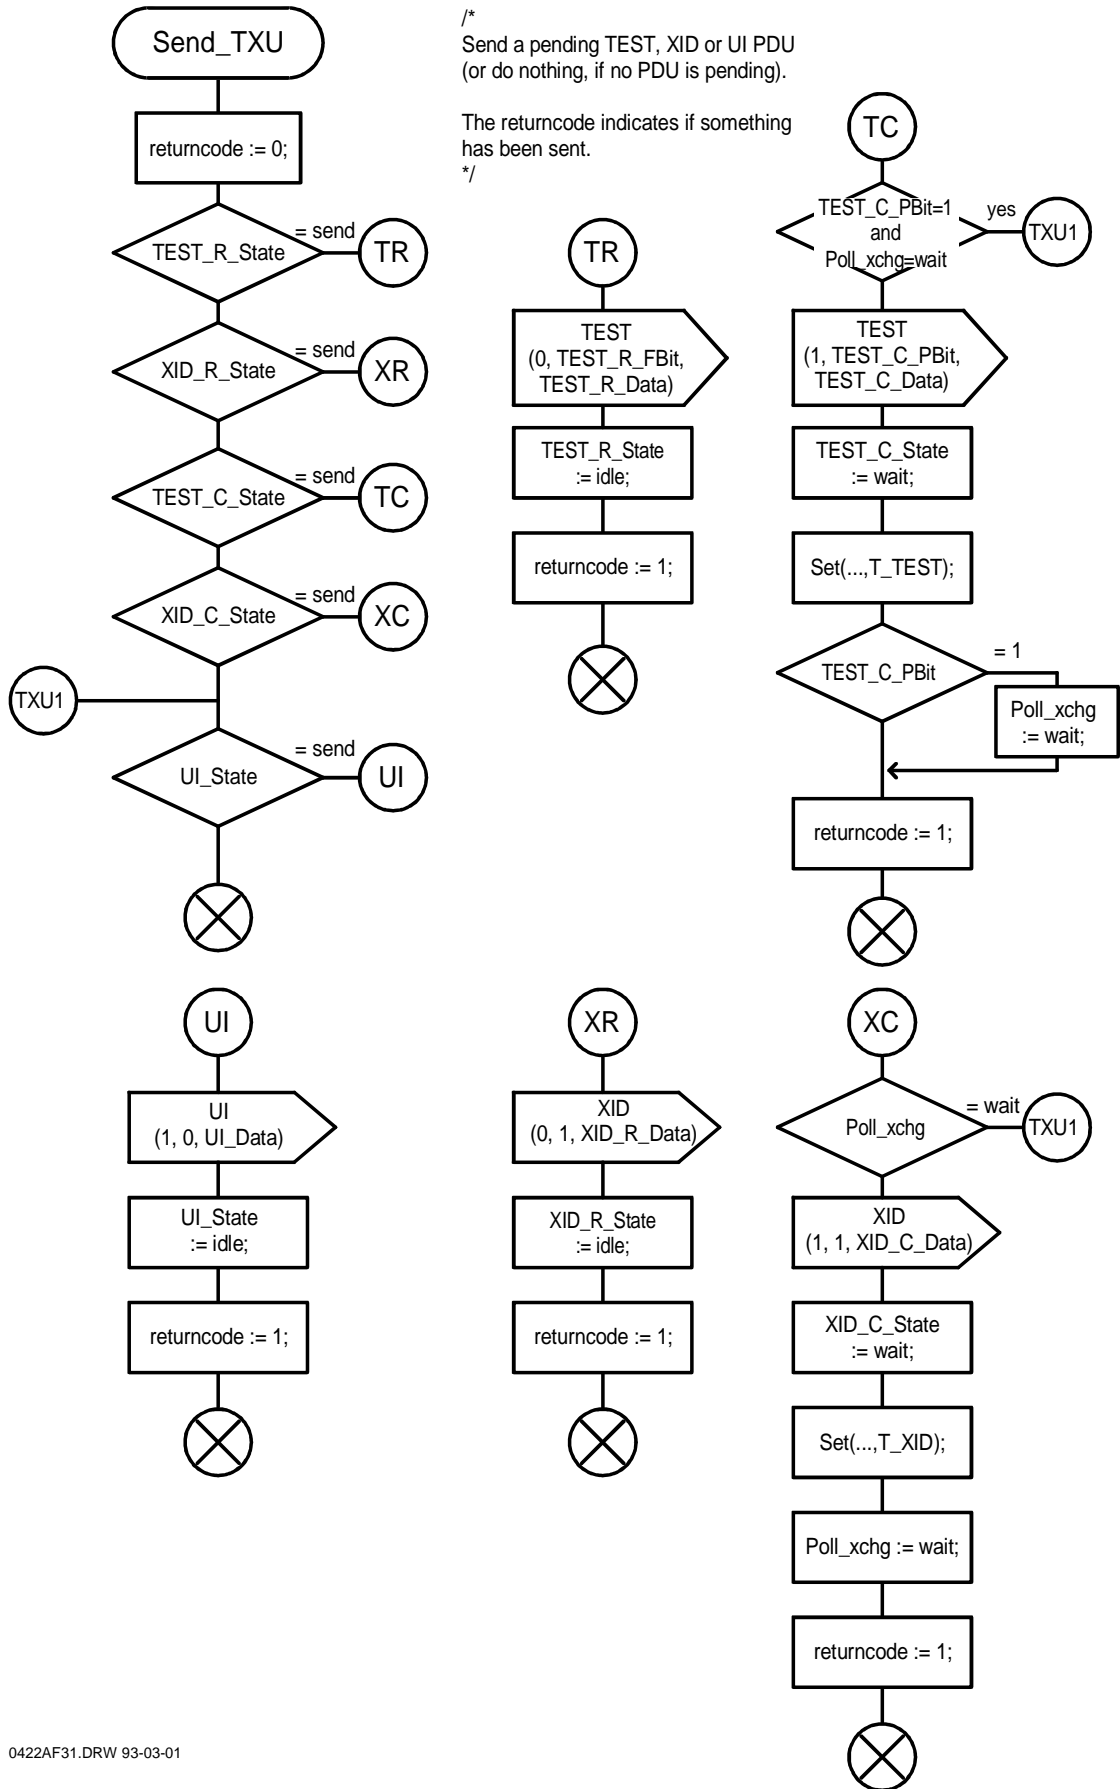 Send_TXU
returncode := 0;
TEST_R_State
= send
TR
XID_R_State
= send
XR
TEST_C_State
= send
TC
XID_C_State
= send
XC
TXU1
UI_State
= send
UI
/*
Send a pending TEST, XID or UI PDU
(or do nothing, if no PDU is pending).
The returncode indicates if something
has been sent.
*/
TR
TEST
(0, TEST_R_FBit,
TEST_R_Data)
TEST_R_State
:= idle;
returncode := 1;
TC
TEST_C_PBit=1
and
Poll_xchg=wait
yes
TXU1
TEST
(1, TEST_C_PBit,
TEST_C_Data)
TEST_C_State
:= wait;
Set(...,T_TEST);
TEST_C_PBit
= 1
Poll_xchg
:= wait;
returncode := 1;
UI
UI
(1, 0, UI_Data)
UI_State
:= idle;
returncode := 1;
XR
XID
(0, 1, XID_R_Data)
XID_R_State
:= idle;
returncode := 1;
XC
Poll_xchg
= wait
TXU1
XID
(1, 1, XID_C_Data)
XID_C_State
:= wait;
Set(...,T_XID);
Poll_xchg := wait;
returncode := 1;
0422AF31.DRW 93-03-01